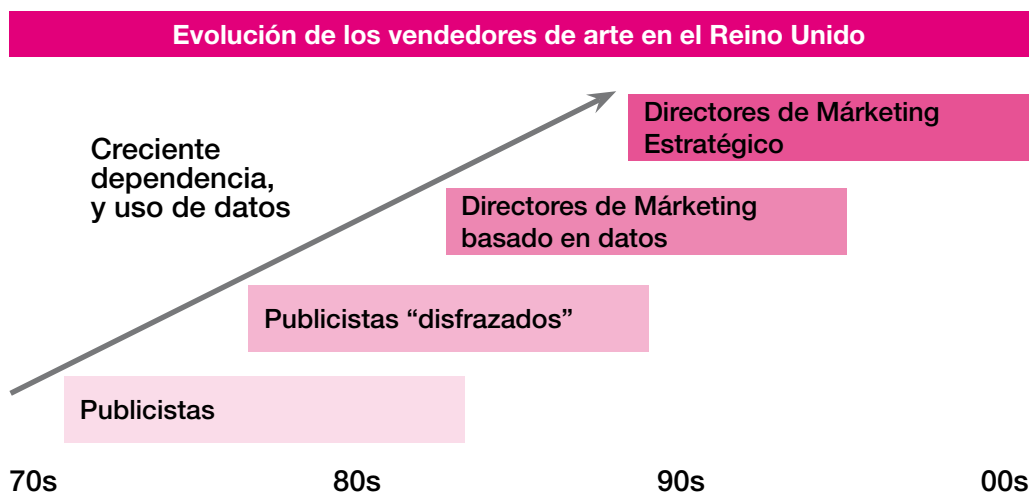 Evolución de los vendedores de arte en el Reino Unido
Directores de Márketing
Estratégico
Creciente
dependencia,
y uso de datos
Directores de Márketing
basado en datos
Publicistas “disfrazados”
Publicistas
70s 80s 90s 00s